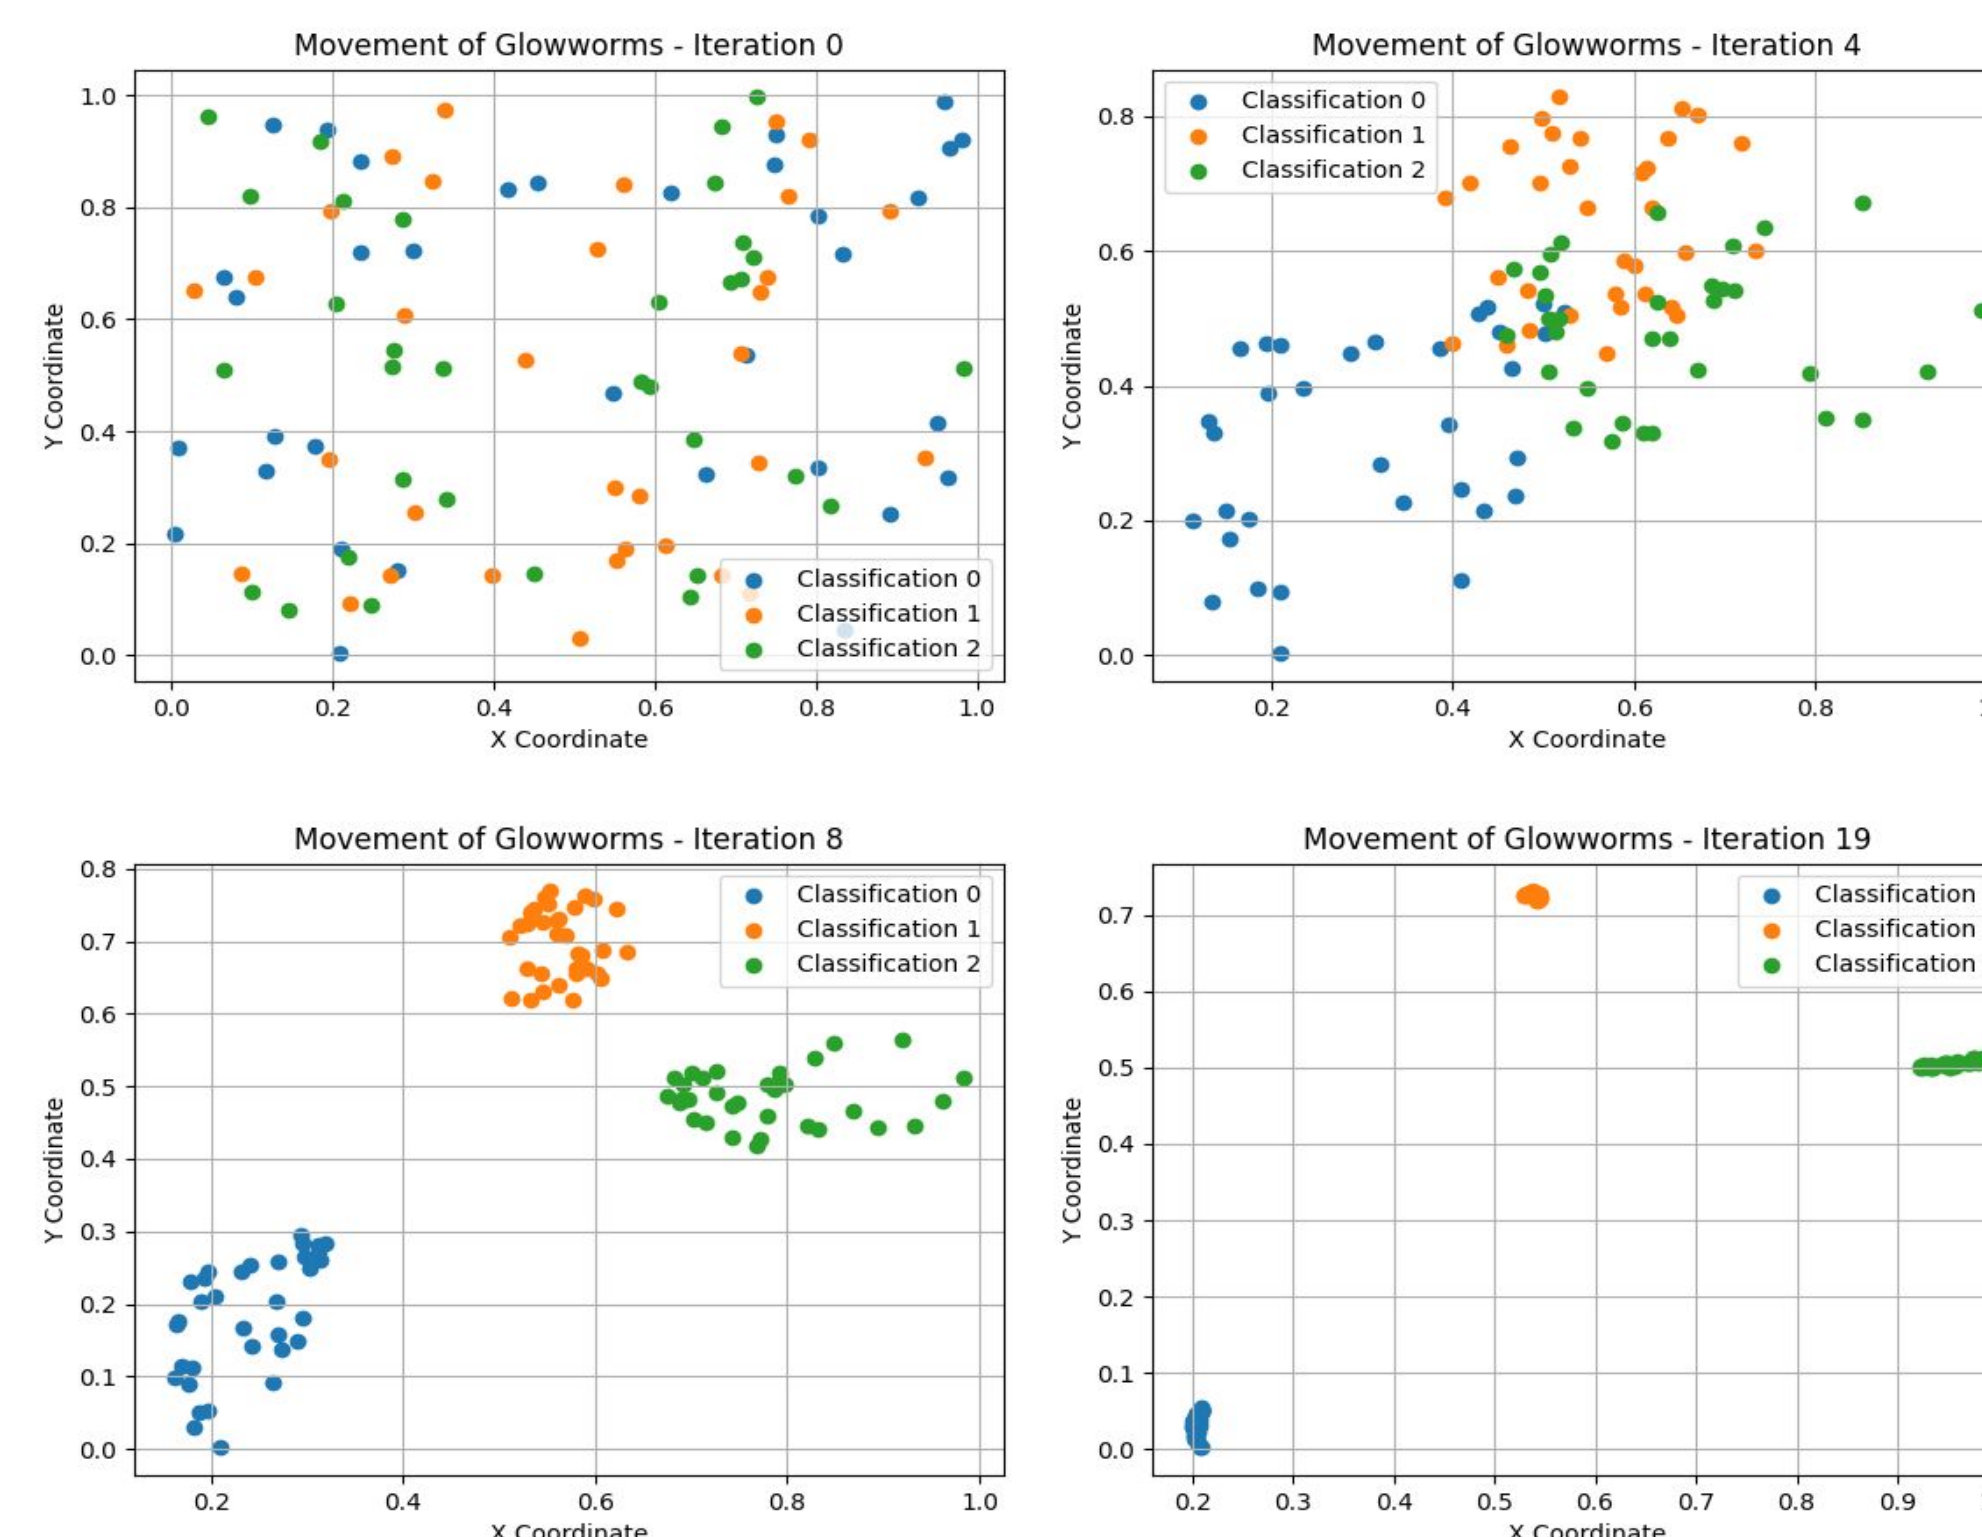 Movement of Glowworms - Iteration 0
Y Coordinate
1.0
0.8
0.6
0.4
0.2
0.0
Classification 0
Classification 1
Classification 2
0.0 0.2 0.4 0.6 0.8 1.0
X Coordinate
Movement of Glowworms - Iteration 4
Y Coordinate
0.8
0.6
0.4
0.2
0.0
Classification 0
Classification 1
Classification 2
0.2 0.4 0.6 0.8
X Coordinate
Movement of Glowworms - Iteration 8
Y Coordinate
0.8
0.7
0.6
0.5
0.4
0.3
0.2
0.1
0.0
Classification 0
Classification 1
Classification 2
0.2 0.4 0.6 0.8 1.0
X Coordinate
Movement of Glowworms - Iteration 19
Y Coordinate
0.7
0.6
0.5
0.4
0.3
0.2
0.1
0.0
Classification
Classification
Classification
0.2 0.3 0.4 0.5 0.6 0.7 0.8 0.9
X Coordinate